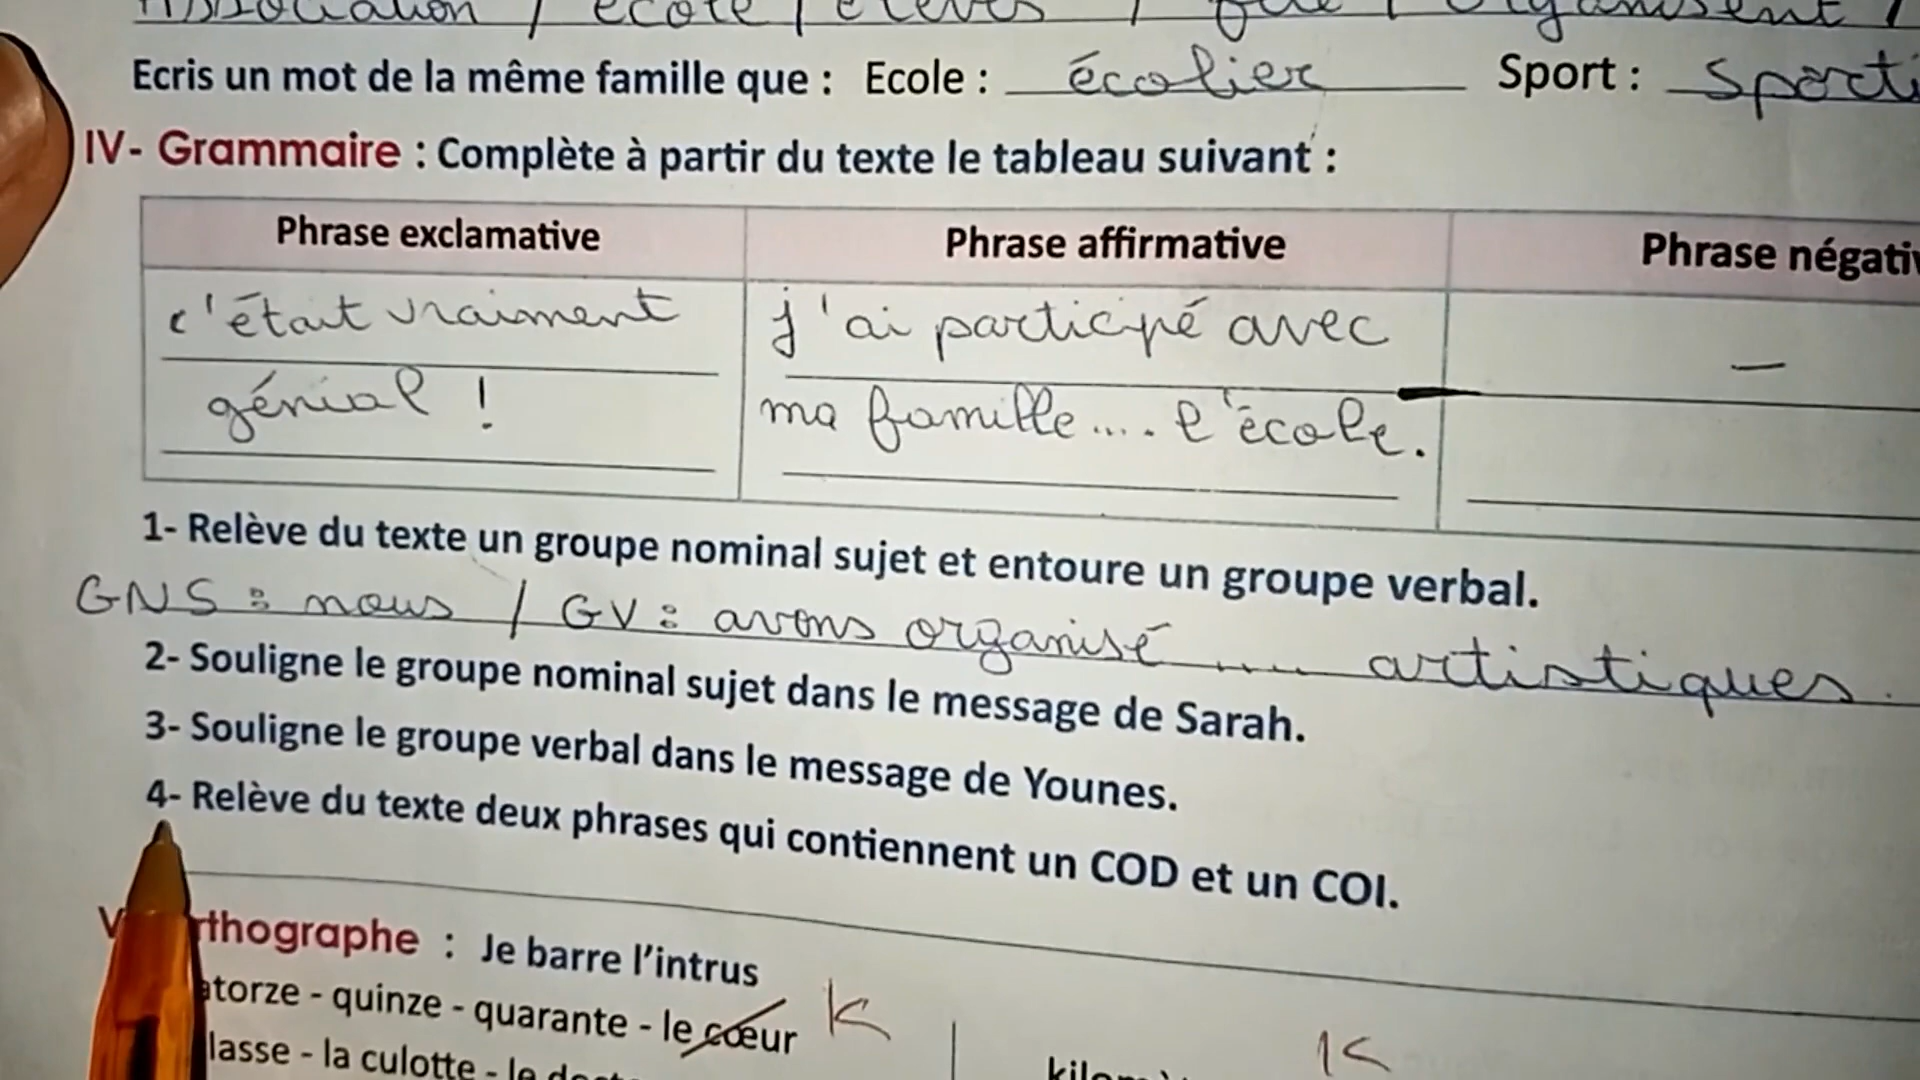 école / élèves /
Ecris un mot de la même famille que : Ecole : écolier Sport :
IV- Grammaire : Complète à partir du texte le tableau suivant :
Phrase exclamative Phrase affirmative Phrase
c'était vraiment j'ai participé avec —
génial ! ma famille .... l'école.
1- Relève du texte un groupe nominal sujet et entoure un groupe verbal.
GNS : nous / GV : avons organisé .... artistiques.
2- Souligne le groupe nominal sujet dans le message de Sarah.
3- Souligne le groupe verbal dans le message de Younes.
4- Relève du texte deux phrases qui contiennent un COD et un COI.
: Je barre l'intrus
- quinze - quarante - le cœur K
- la culotte - K